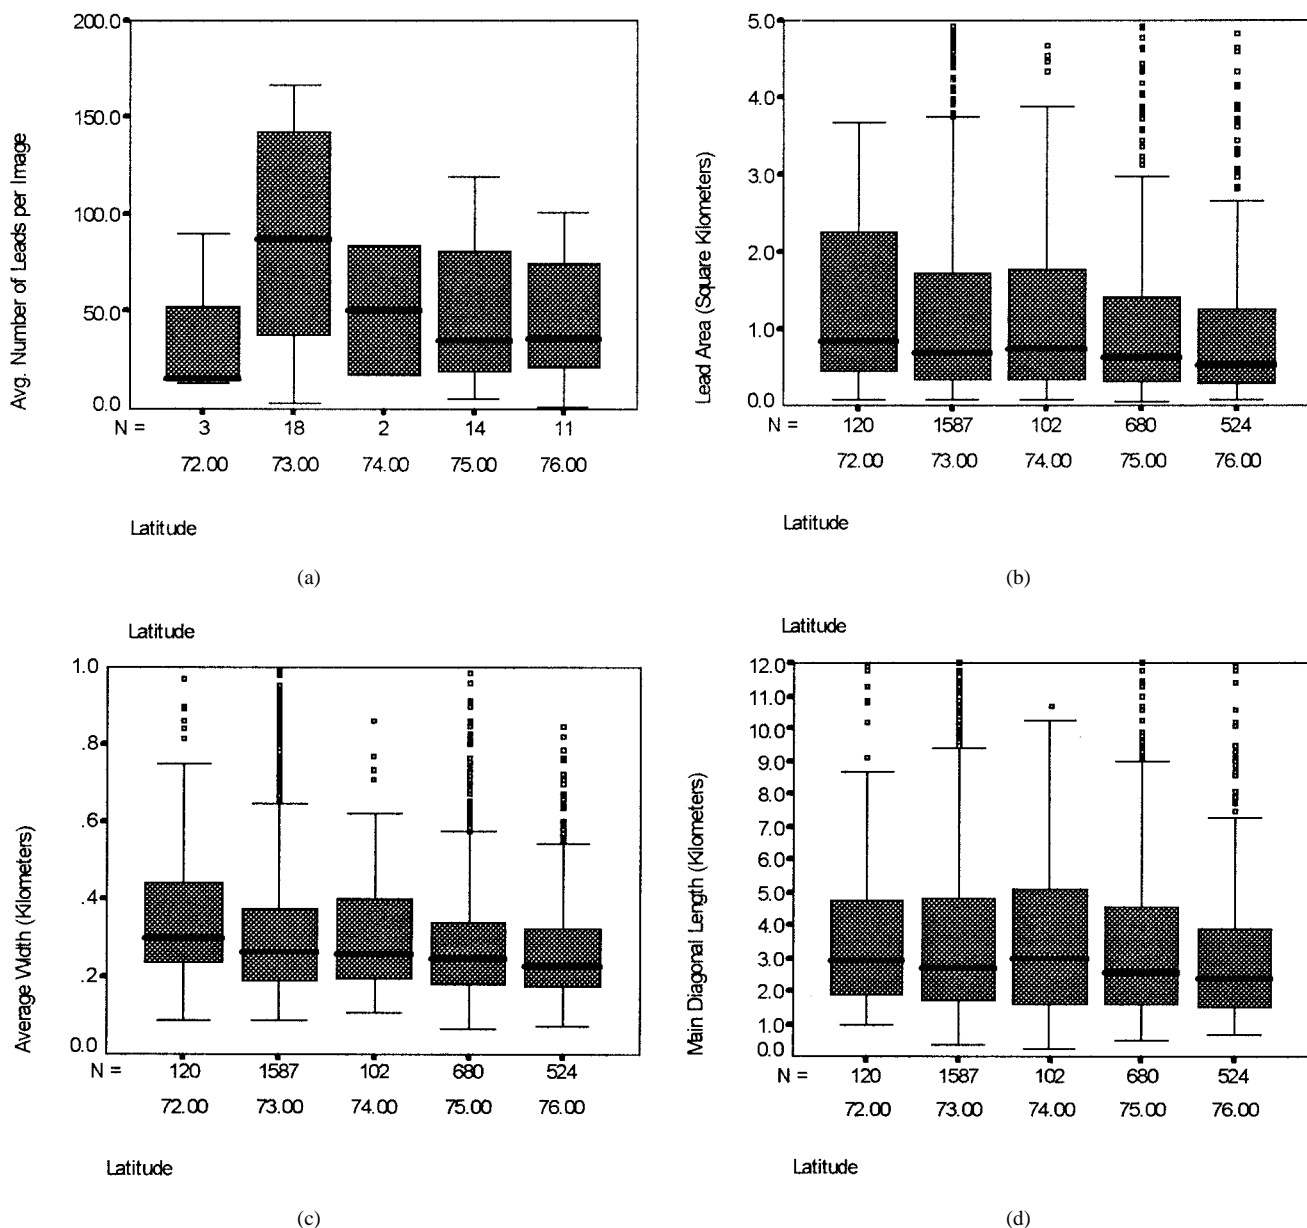 200.0
150.0
100.0
50.0
0.0
Avg. Number of Leads per Image
N = 3 18 2 14 11
72.00 73.00 74.00 75.00 76.00
Latitude
(a)
5.0
4.0
3.0
2.0
1.0
0.0
Lead Area (Square Kilometers)
N = 120 1587 102 680 524
72.00 73.00 74.00 75.00 76.00
Latitude
(b)
Latitude
1.0
.8
.6
.4
.2
0.0
Average Width (Kilometers)
N = 120 1587 102 680 524
72.00 73.00 74.00 75.00 76.00
Latitude
(c)
Latitude
12.0
11.0
10.0
9.0
8.0
7.0
6.0
5.0
4.0
3.0
2.0
1.0
0.0
Main Diagonal Length (Kilometers)
N = 120 1587 102 680 524
72.00 73.00 74.00 75.00 76.00
Latitude
(d)